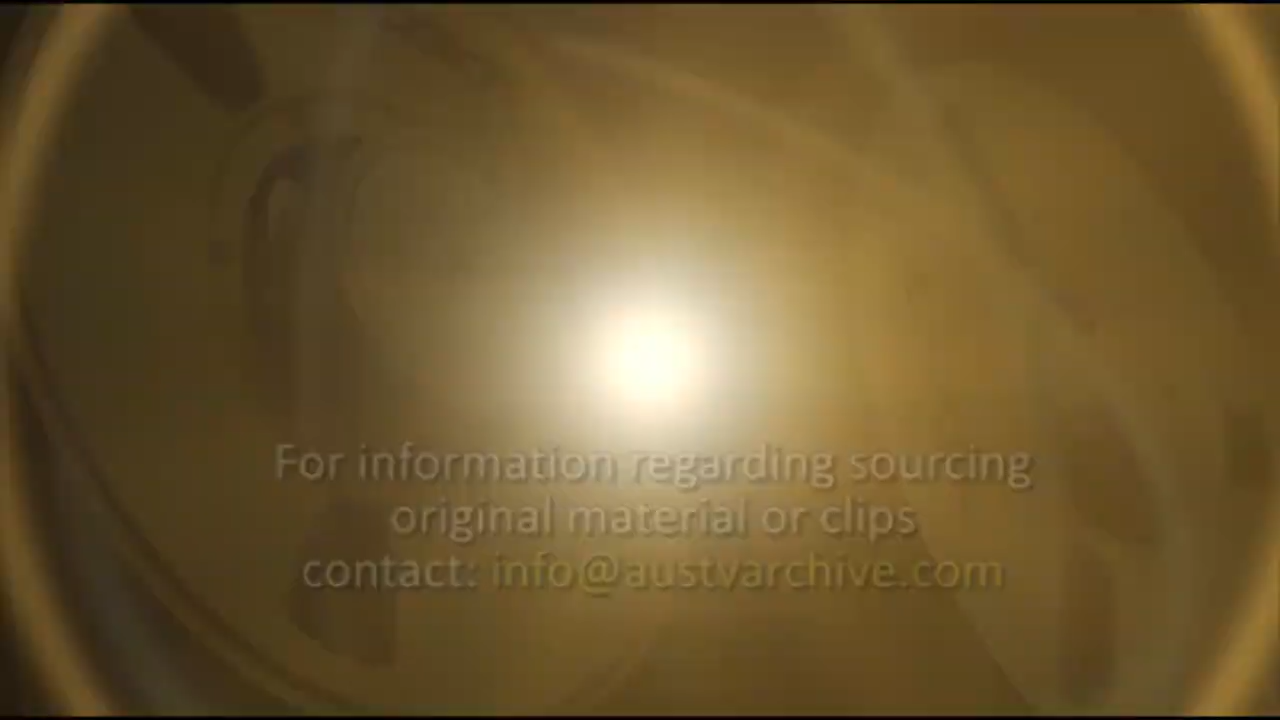 For information regarding sourcing
original material or clips
contact: info@austvarchive.com